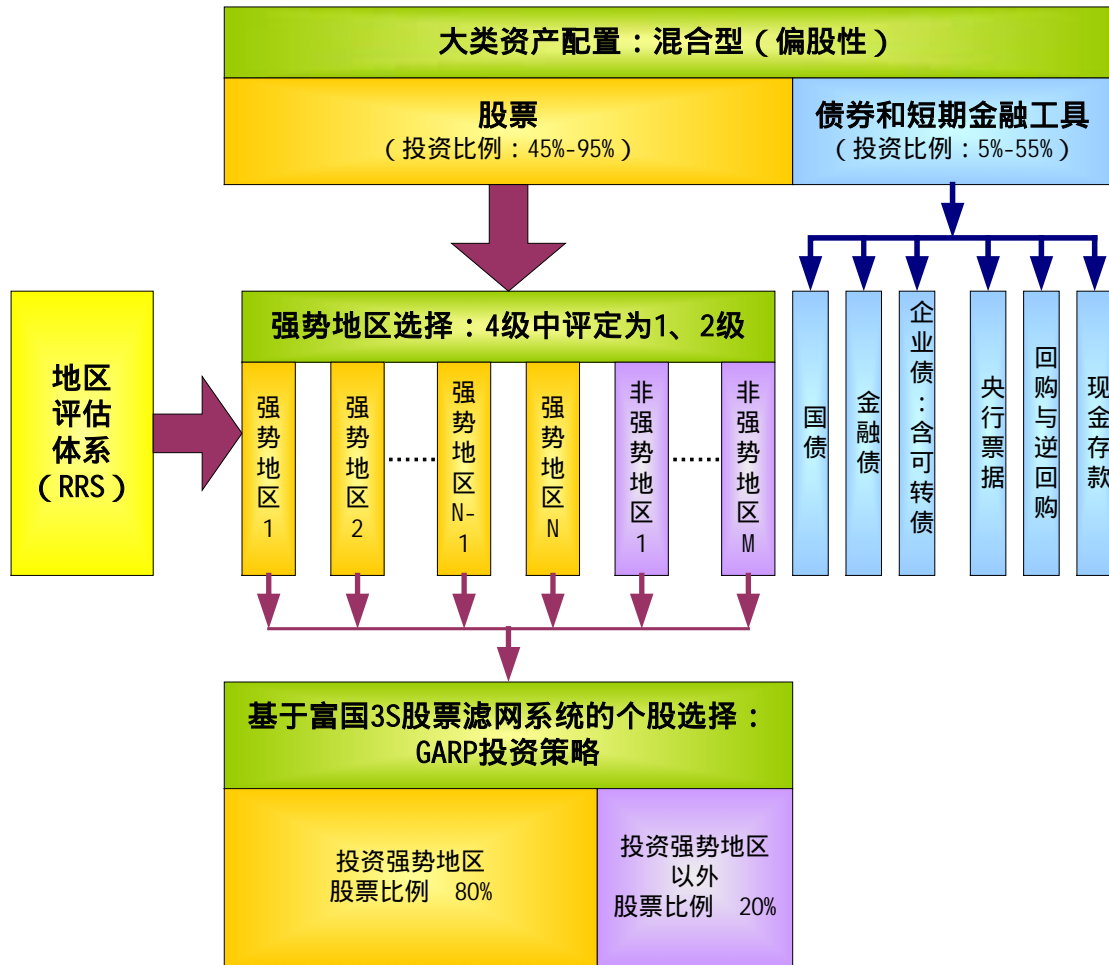 大类资产配置：混合型（偏股性）
股票
（投资比例：45%-95%）
债券和短期金融工具
（投资比例：5%-55%）
地区
评估
体系
（RRS）
强势地区选择：4级中评定为1、2级
强势地区1
强势地区2
……
强势地区N-1
强势地区N
非强势地区1
……
非强势地区M
国债
金融债
企业债：含可转债
央行票据
回购与逆回购
现金存款
基于富国3S股票滤网系统的个股选择：
GARP投资策略
投资强势地区
股票比例 80%
投资强势地区
以外
股票比例 20%